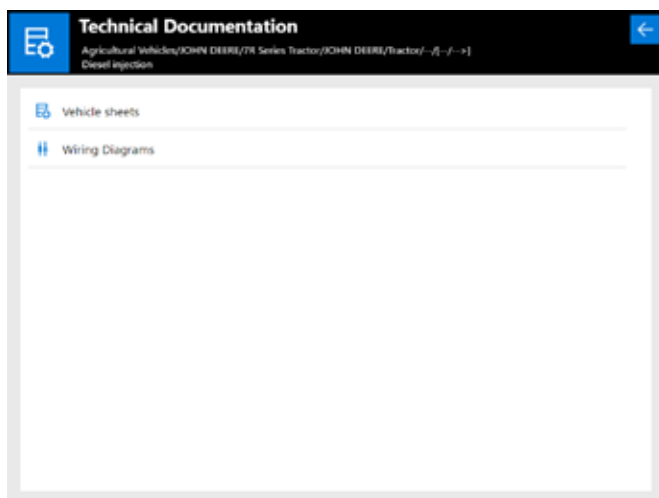 Technical Documentation
Agricultural Vehicles/JOHN DEERE/7R Series Tractor/JOHN DEERE/Tractor/--/[--/-->]
Diesel injection
Vehicle sheets
Wiring Diagrams